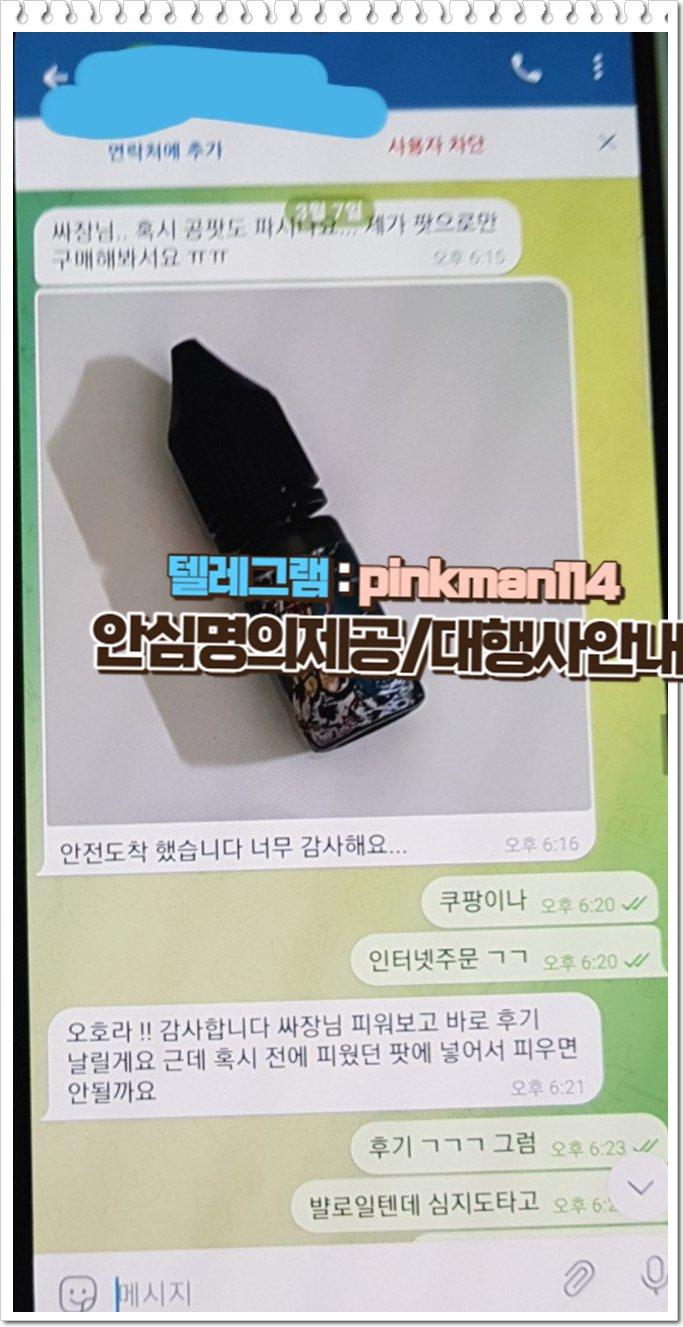 연락처에 추가
사용자 차단
3월 7일
싸장님.. 혹시 공팟도 파시나요... 제가 팟으로만
구매해봐서요 ㅠㅠ
오후 6:15
텔레그램 : pinkman114
안심명의제공/대행사안내
안전도착 했습니다 너무 감사해요...
오후 6:16
쿠팡이나 오후 6:20
인터넷주문 ㄱㄱ 오후 6:20
오호라 !! 감사합니다 싸장님 피워보고 바로 후기
날릴게요 근데 혹시 전에 피웠던 팟에 넣어서 피우면
안될까요
오후 6:21
후기 ㄱㄱㄱ 그럼 오후 6:23
뱔로일텐데 심지도타고 오후
메시지